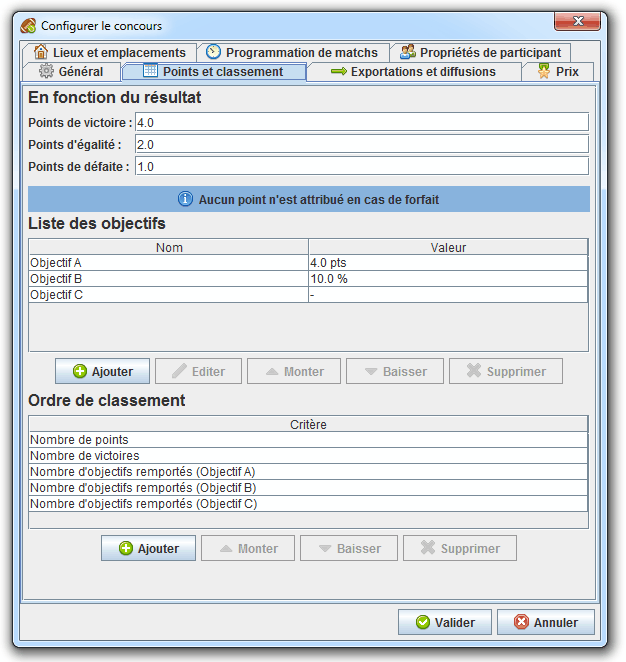 Configurer le concours
Lieux et emplacements Programmation de matchs Propriétés de participant
Général Points et classement Exportations et diffusions Prix
En fonction du résultat
Points de victoire : 4.0
Points d'égalité : 2.0
Points de défaite : 1.0
Aucun point n'est attribué en cas de forfait
Liste des objectifs
Nom Valeur
Objectif A 4.0 pts
Objectif B 10.0 %
Objectif C -
Ajouter Editer Monter Baisser Supprimer
Ordre de classement
Critère
Nombre de points
Nombre de victoires
Nombre d'objectifs remportés (Objectif A)
Nombre d'objectifs remportés (Objectif B)
Nombre d'objectifs remportés (Objectif C)
Ajouter Monter Baisser Supprimer
Valider Annuler